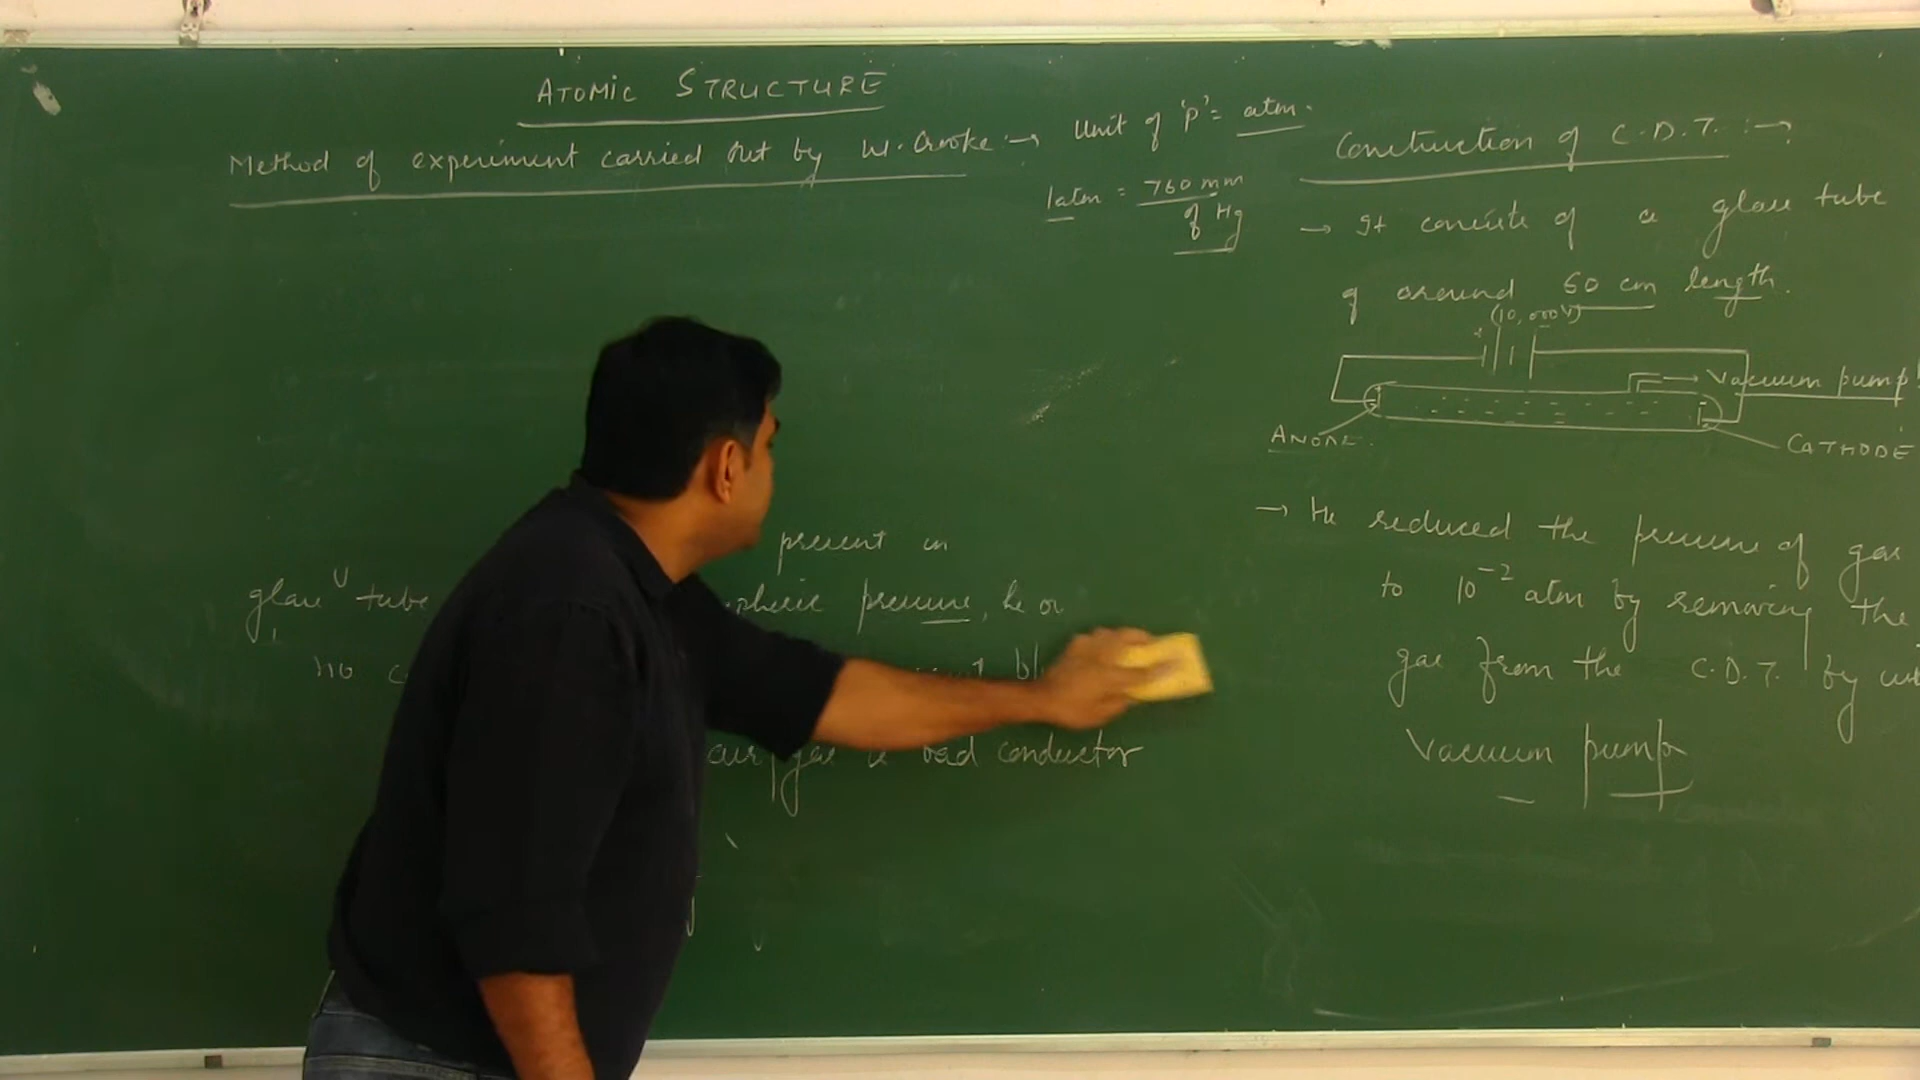 ATOMIC STRUCTURE
Method of experiment carried out by W. Crooke :→
Unit of 'P' = atm.
1 atm = 760 mm
of Hg
present in
glass tube
pheric pressure, he or
no
air gas is bad conductor
Construction of C.D.T. :→
→ It consists of a glass tube
of around 50 cm length.
(10,000V)
+
→ Vacuum pump
ANODE.
CATHODE
→ He reduced the pressure of gas
to 10⁻² atm by removing the
gas from the C.D.T. by
Vacuum pump